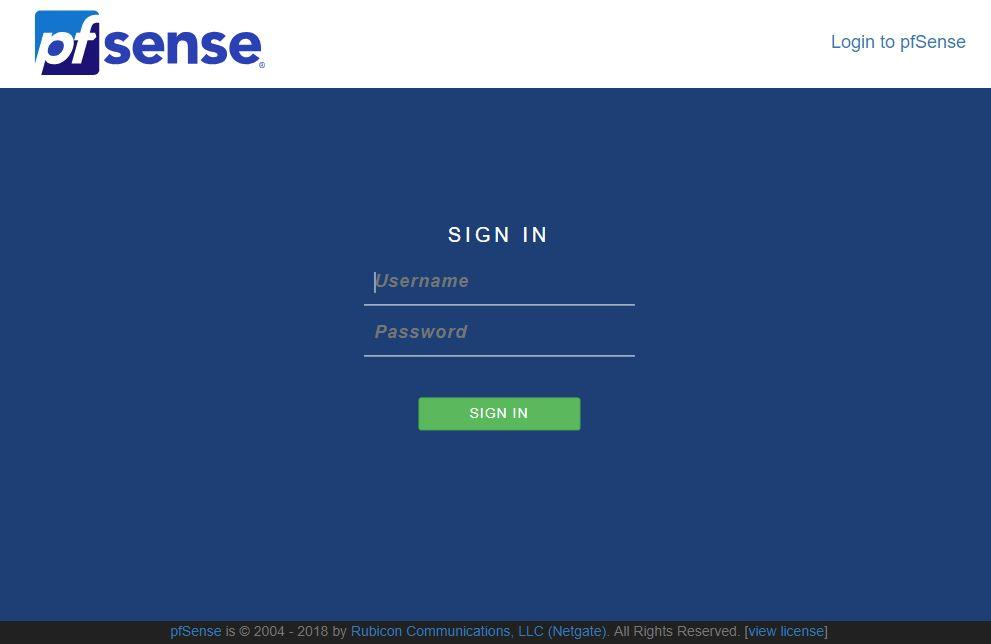 pfsense®
Login to pfSense
SIGN IN
Username
Password
SIGN IN
pfSense is © 2004 - 2018 by Rubicon Communications, LLC (Netgate). All Rights Reserved. [view license]